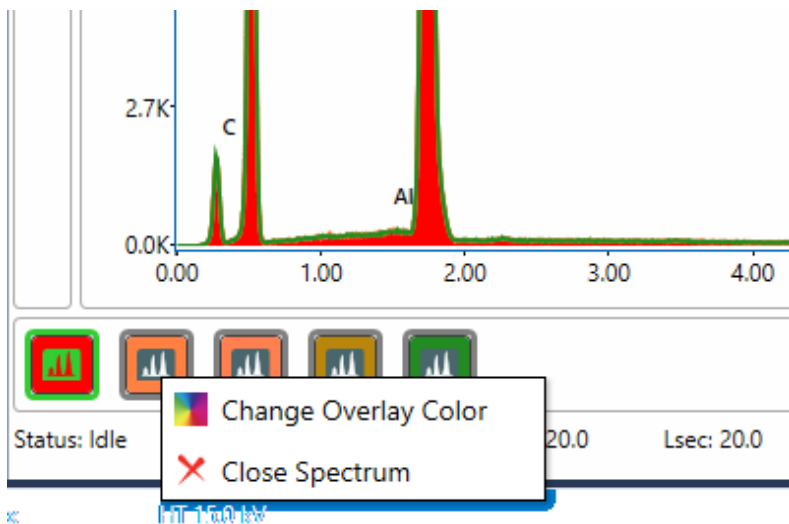 2.7K
C
Al
0.0K
0.00 1.00 2.00 3.00 4.00
Change Overlay Color
Status: Idle 20.0 Lsec: 20.0
Close Spectrum
HT 15.0 kV